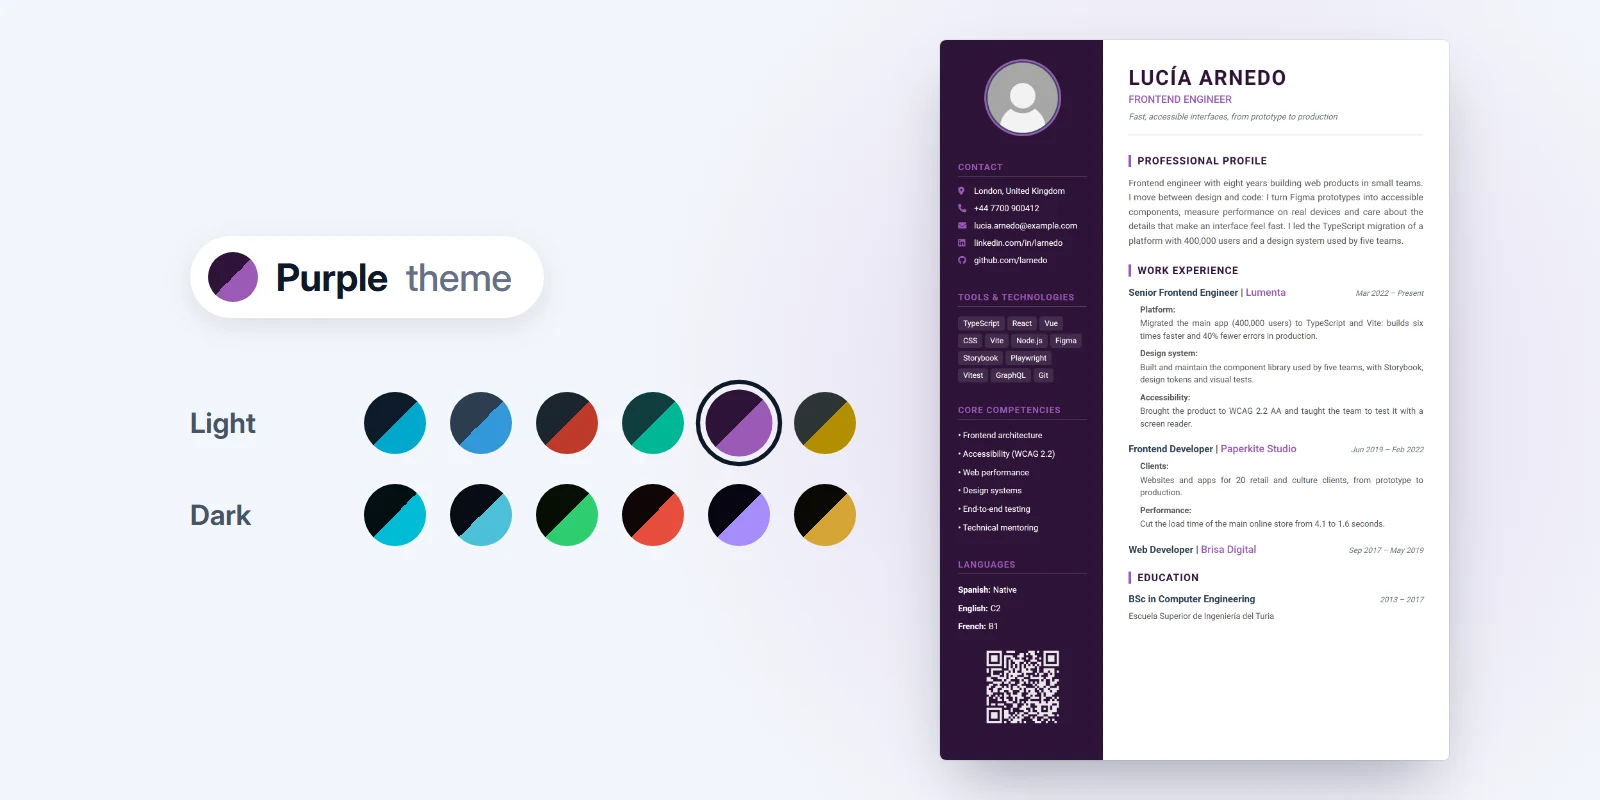 Purple theme
Light
Dark
CONTACT
London, United Kingdom
+44 7700 900412
lucia.arnedo@example.com
linkedin.com/in/larnedo
github.com/larnedo
TOOLS & TECHNOLOGIES
TypeScript React Vue
CSS Vite Node.js Figma
Storybook Playwright
Vitest GraphQL Git
CORE COMPETENCIES
• Frontend architecture
• Accessibility (WCAG 2.2)
• Web performance
• Design systems
• End-to-end testing
• Technical mentoring
LANGUAGES
Spanish: Native
English: C2
French: B1
LUCÍA ARNEDO
FRONTEND ENGINEER
Fast, accessible interfaces, from prototype to production
PROFESSIONAL PROFILE
Frontend engineer with eight years building web products in small teams.
I move between design and code: I turn Figma prototypes into accessible
components, measure performance on real devices and care about the
details that make an interface feel fast. I led the TypeScript migration of a
platform with 400,000 users and a design system used by five teams.
WORK EXPERIENCE
Senior Frontend Engineer | Lumenta Mar 2022 – Present
Platform:
Migrated the main app (400,000 users) to TypeScript and Vite: builds six
times faster and 40% fewer errors in production.
Design system:
Built and maintain the component library used by five teams, with Storybook,
design tokens and visual tests.
Accessibility:
Brought the product to WCAG 2.2 AA and taught the team to test it with a
screen reader.
Frontend Developer | Paperkite Studio Jun 2019 – Feb 2022
Clients:
Websites and apps for 20 retail and culture clients, from prototype to
production.
Performance:
Cut the load time of the main online store from 4.1 to 1.6 seconds.
Web Developer | Brisa Digital Sep 2017 – May 2019
EDUCATION
BSc in Computer Engineering 2013 – 2017
Escuela Superior de Ingeniería del Turia